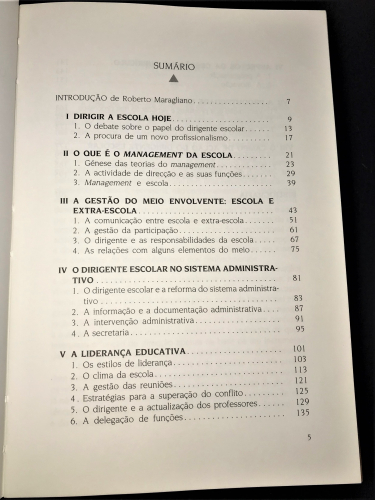 SUMÁRIO
INTRODUÇÃO de Roberto Maragliano . . . . . . . . . . . . . . . . . . 7
I DIRIGIR A ESCOLA HOJE . . . . . . . . . . . . . . . . . . . . . . . 9
1. O debate sobre o papel do dirigente escolar . . . . . . 13
2. A procura de um novo profissionalismo . . . . . . . . . . 17
II O QUE É O MANAGEMENT DA ESCOLA . . . . . . . . . 21
1. Génese das teorias do management . . . . . . . . . . . . . 23
2. A actividade de direcção e as suas funções . . . . . . . 29
3. Management e escola . . . . . . . . . . . . . . . . . . . . . . . 39
III A GESTÃO DO MEIO ENVOLVENTE: ESCOLA E
EXTRA-ESCOLA . . . . . . . . . . . . . . . . . . . . . . . . . . . . . 43
1. A comunicação entre escola e extra-escola . . . . . . . . 51
2. A gestão da participação . . . . . . . . . . . . . . . . . . . . 61
3. O dirigente e as responsabilidades da escola . . . . . 67
4. As relações com alguns elementos do meio . . . . . . 75
IV O DIRIGENTE ESCOLAR NO SISTEMA ADMINISTRA-
TIVO . . . . . . . . . . . . . . . . . . . . . . . . . . . . . . . . . . . . . 81
1. O dirigente escolar e a reforma do sistema administra-
tivo . . . . . . . . . . . . . . . . . . . . . . . . . . . . . . . . . . . . 83
2. A informação e a documentação administrativa . . . . 87
3. A intervenção administrativa . . . . . . . . . . . . . . . . . . 91
4. A secretaria . . . . . . . . . . . . . . . . . . . . . . . . . . . . . . 95
V A LIDERANÇA EDUCATIVA . . . . . . . . . . . . . . . . . . . . 101
1. Os estilos de liderança . . . . . . . . . . . . . . . . . . . . . . 103
2. O clima da escola . . . . . . . . . . . . . . . . . . . . . . . . . . 113
3. A gestão das reuniões . . . . . . . . . . . . . . . . . . . . . . . 121
4. Estratégias para a superação do conflito . . . . . . . . . 125
5. O dirigente e a actualização dos professores . . . . . . 129
6. A delegação de funções . . . . . . . . . . . . . . . . . . . . . . 135
5